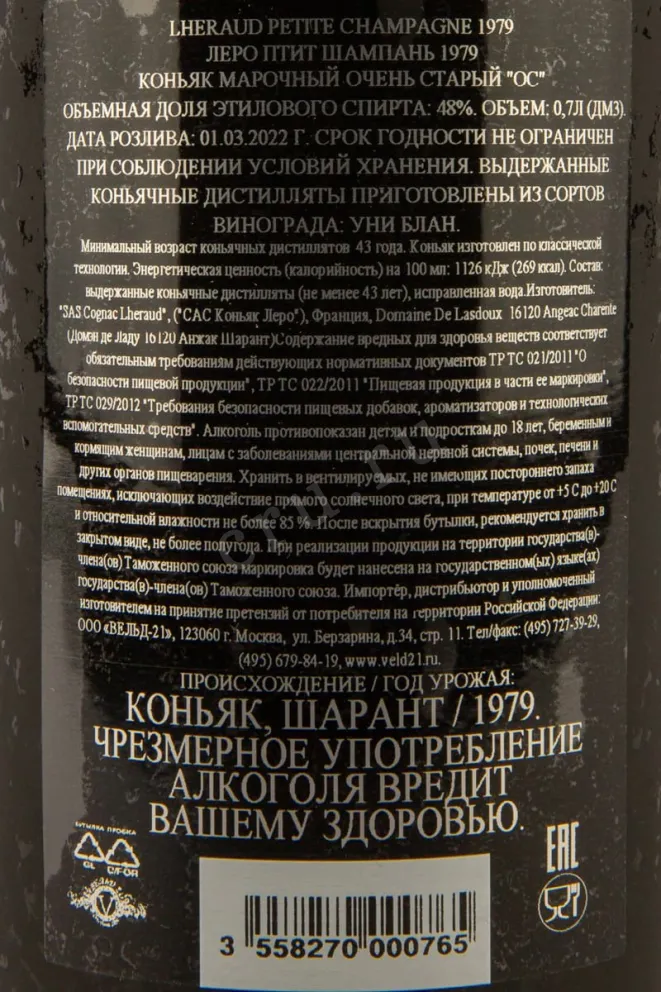 LHERAUD PETITE CHAMPAGNE 1979
ЛЕРО ПТИТ ШАМПАНЬ 1979
КОНЬЯК МАРОЧНЫЙ ОЧЕНЬ СТАРЫЙ "ОС"
ОБЪЕМНАЯ ДОЛЯ ЭТИЛОВОГО СПИРТА: 48%. ОБЪЕМ: 0,7Л (ДМ3).
ДАТА РОЗЛИВА: 01.03.2022 Г. СРОК ГОДНОСТИ НЕ ОГРАНИЧЕН
ПРИ СОБЛЮДЕНИИ УСЛОВИЙ ХРАНЕНИЯ. ВЫДЕРЖАННЫЕ
КОНЬЯЧНЫЕ ДИСТИЛЛЯТЫ ПРИГОТОВЛЕНЫ ИЗ СОРТОВ
ВИНОГРАДА: УНИ БЛАН.
Минимальный возраст коньячных дистиллятов 43 года. Коньяк изготовлен по классической
технологии. Энергетическая ценность (калорийность) на 100 мл: 1126 кДж (269 ккал). Состав:
выдержанные коньячные дистилляты (не менее 43 лет), исправленная вода.Изготовитель:
"SAS Cognac Lheraud", ("САС Коньяк Леро"), Франция, Domaine De Lasdoux 16120 Angeac Charente
(Домэн де Ладу 16120 Анжак Шарант)Содержание вредных для здоровья веществ соответствует
обязательным требованиям действующих нормативных документов ТР ТС 021/2011 "О
безопасности пищевой продукции", ТР ТС 022/2011 "Пищевая продукция в части ее маркировки",
ТР ТС 029/2012 "Требования безопасности пищевых добавок, ароматизаторов и технологических
вспомогательных средств". Алкоголь противопоказан детям и подросткам до 18 лет, беременным и
кормящим женщинам, лицам с заболеваниями центральной нервной системы, почек, печени и
других органов пищеварения. Хранить в вентилируемых, не имеющих постороннего запаха
помещениях, исключающих воздействие прямого солнечного света, при температуре от +5 С до +20 С
и относительной влажности не более 85 %. После вскрытия бутылки, рекомендуется хранить в
закрытом виде, не более полугода. При реализации продукции на территории государства(в)-
члена(ов) Таможенного союза маркировка будет нанесена на государственном(ых) языке(ах)
государства(в)-члена(ов) Таможенного союза. Импортёр, дистрибьютор и уполномоченный
изготовителем на принятие претензий от потребителя на территории Российской Федерации:
ООО «ВЕЛЬД-21», 123060 г. Москва, ул. Берзарина, д.34, стр. 11. Тел/факс: (495) 727-39-29,
(495) 679-84-19, www.veld21.ru.
ПРОИСХОЖДЕНИЕ / ГОД УРОЖАЯ:
КОНЬЯК, ШАРАНТ / 1979.
ЧРЕЗМЕРНОЕ УПОТРЕБЛЕНИЕ
АЛКОГОЛЯ ВРЕДИТ
ВАШЕМУ ЗДОРОВЬЮ.
БУТЫЛКА ПРОБКА
GL C/FOR
V
EAC
3 558270 000765